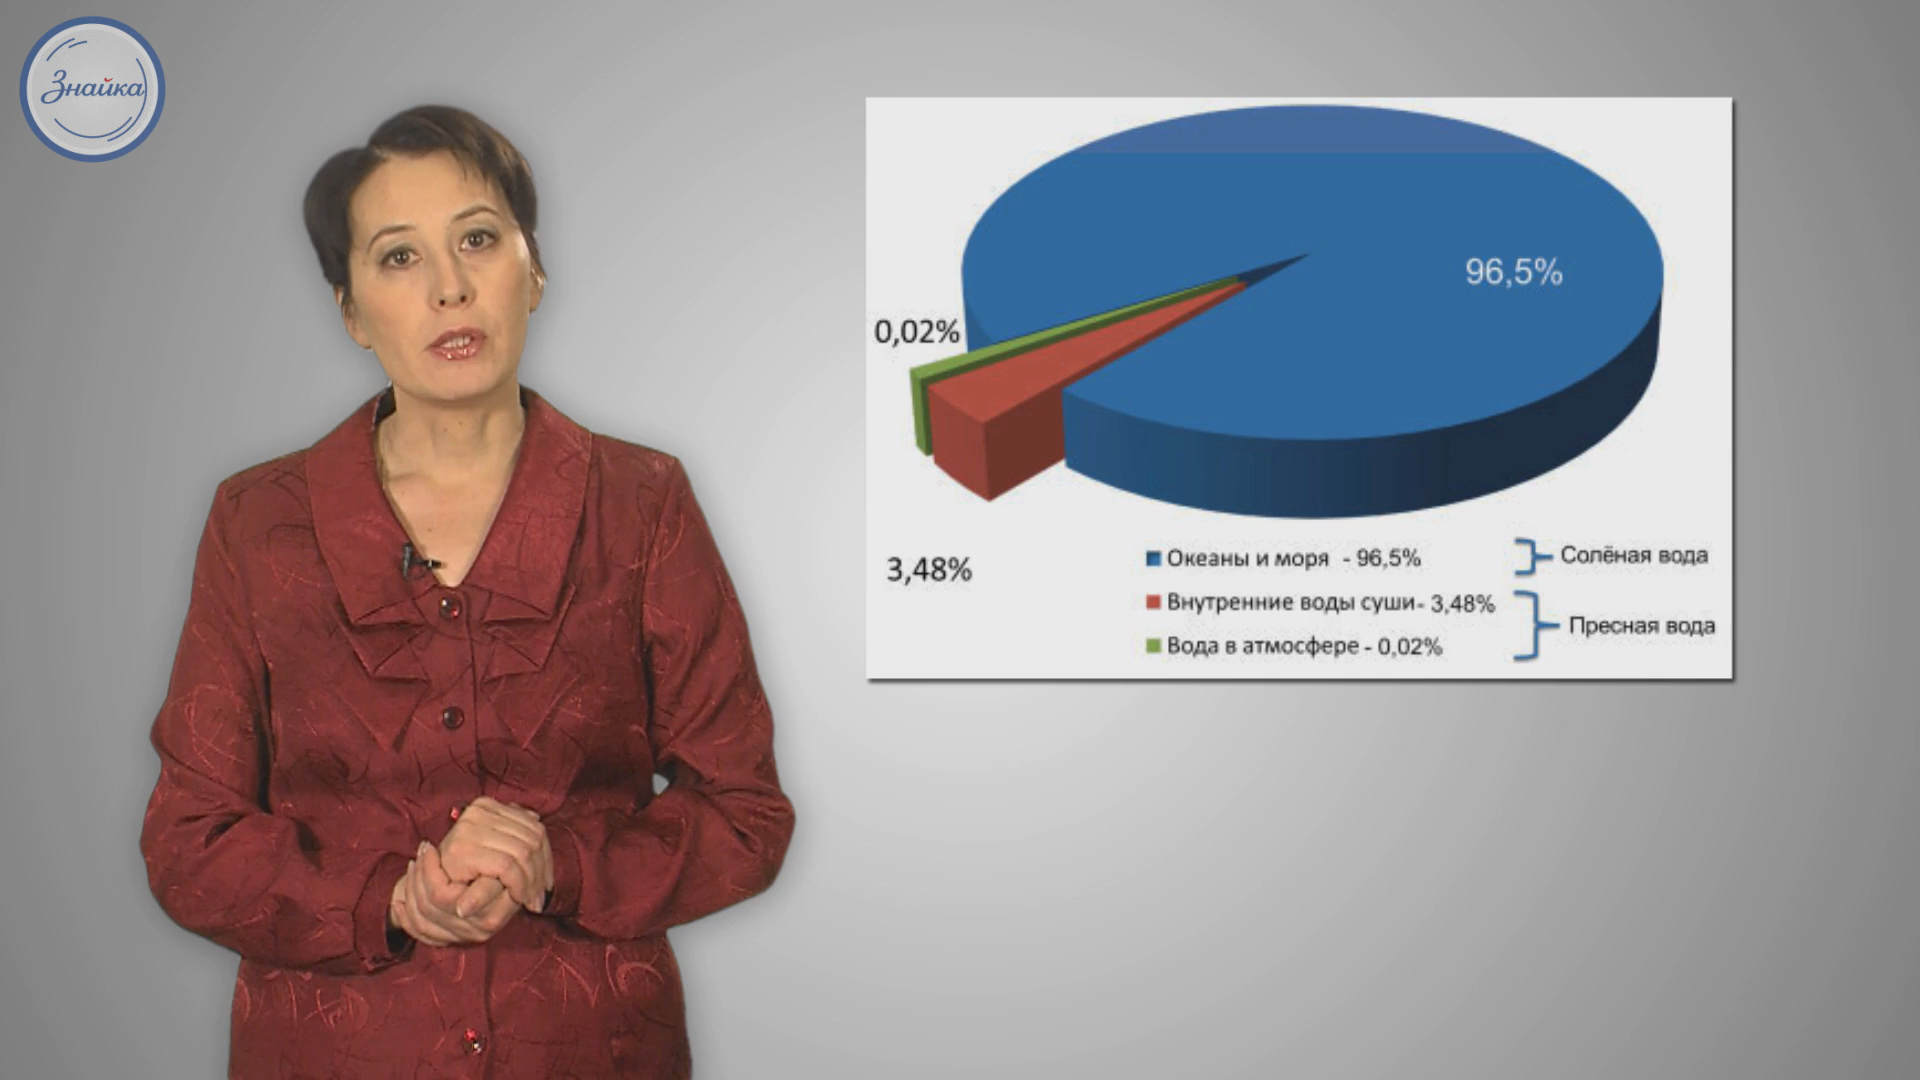 Знайка
96,5%
0,02%
3,48%
Океаны и моря - 96,5%
Солёная вода
Внутренние воды суши- 3,48%
Вода в атмосфере - 0,02%
Пресная вода